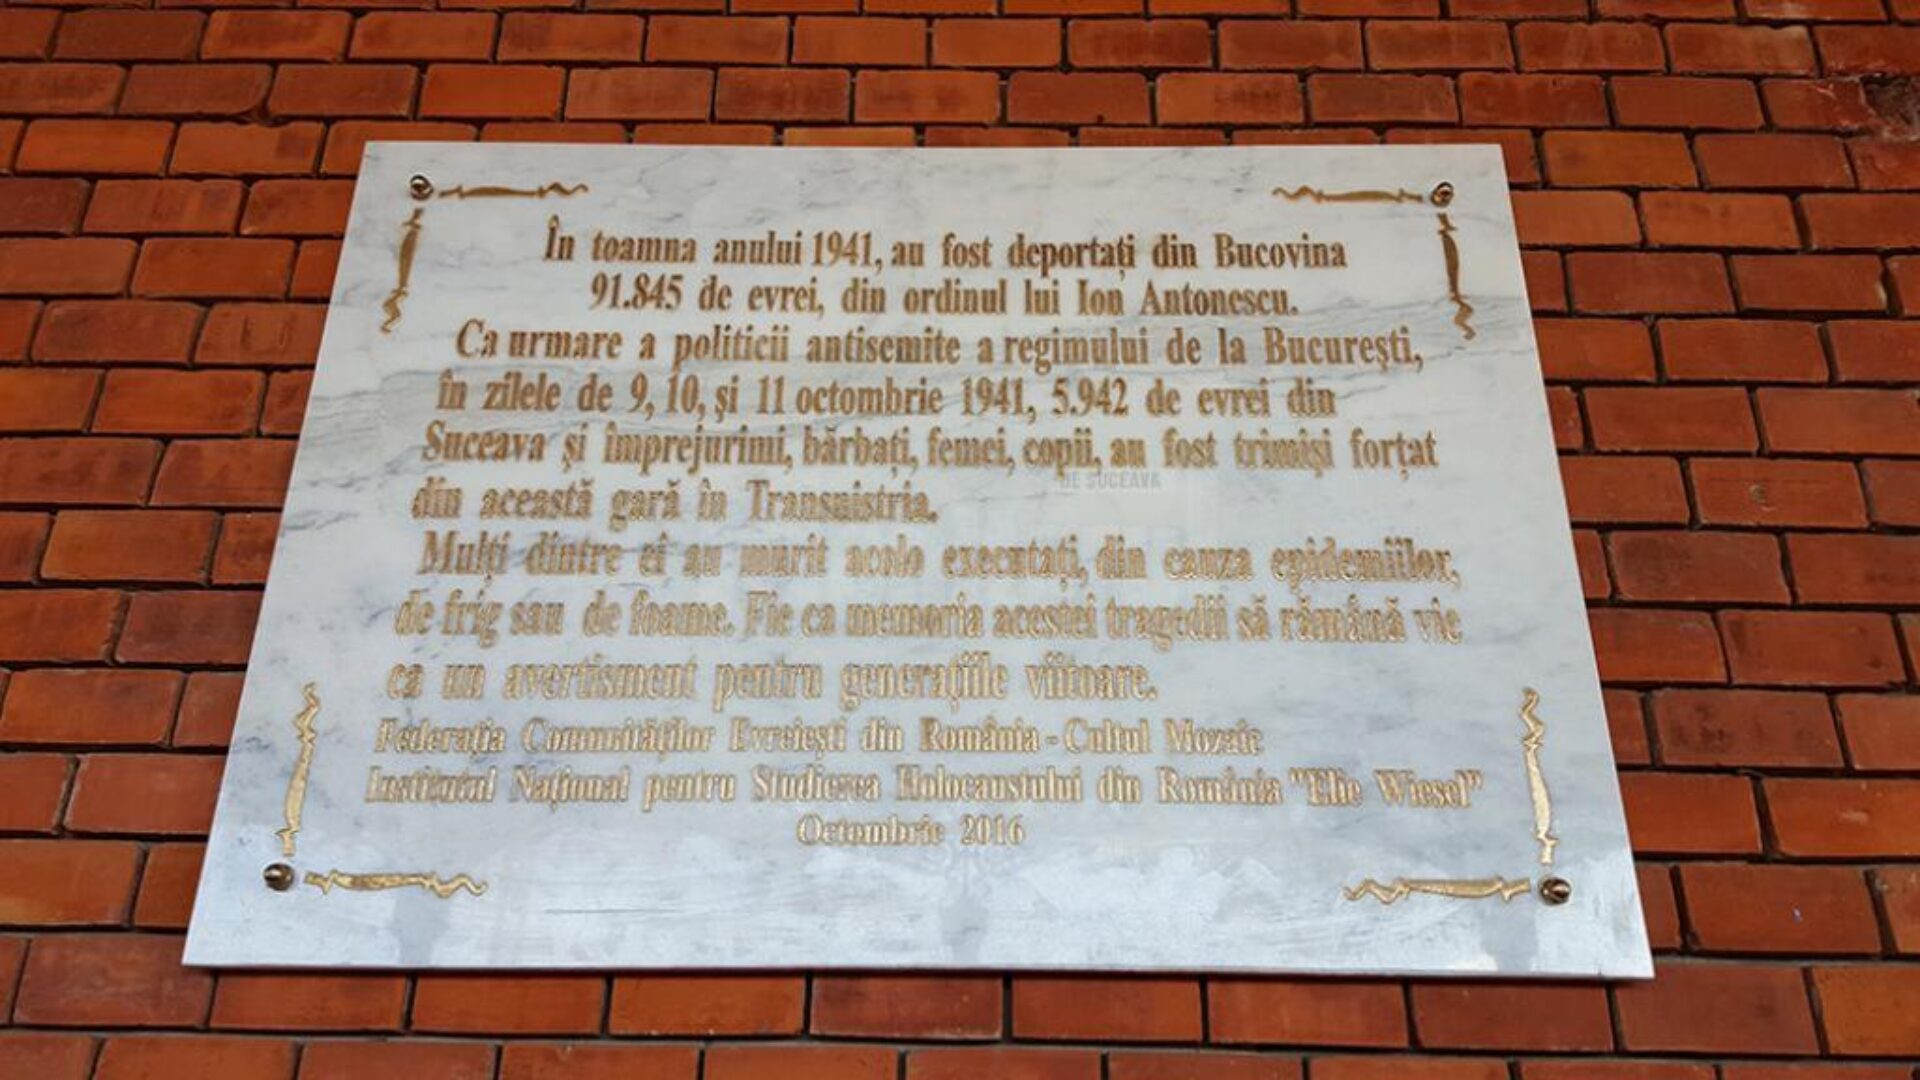 În toamna anului 1941, au fost deportați din Bucovina
91.845 de evrei, din ordinul lui Ion Antonescu.
Ca urmare a politicii antisemite a regimului de la București,
în zilele de 9, 10, și 11 octombrie 1941, 5.942 de evrei din
Suceava și împrejurimi, bărbați, femei, copii, au fost trimiși forțat
DE SUCEAVA
din această gară în Transnistria.
Mulți dintre ei au murit acolo executați, din cauza epidemiilor,
de frig sau de foame. Fie ca memoria acestei tragedii să rămână vie
ca un avertisment pentru generațiile viitoare.
Federația Comunităților Evreiești din România - Cultul Mozaic
Institutul Național pentru Studierea Holocaustului din România "Elie Wiesel"
Octombrie 2016